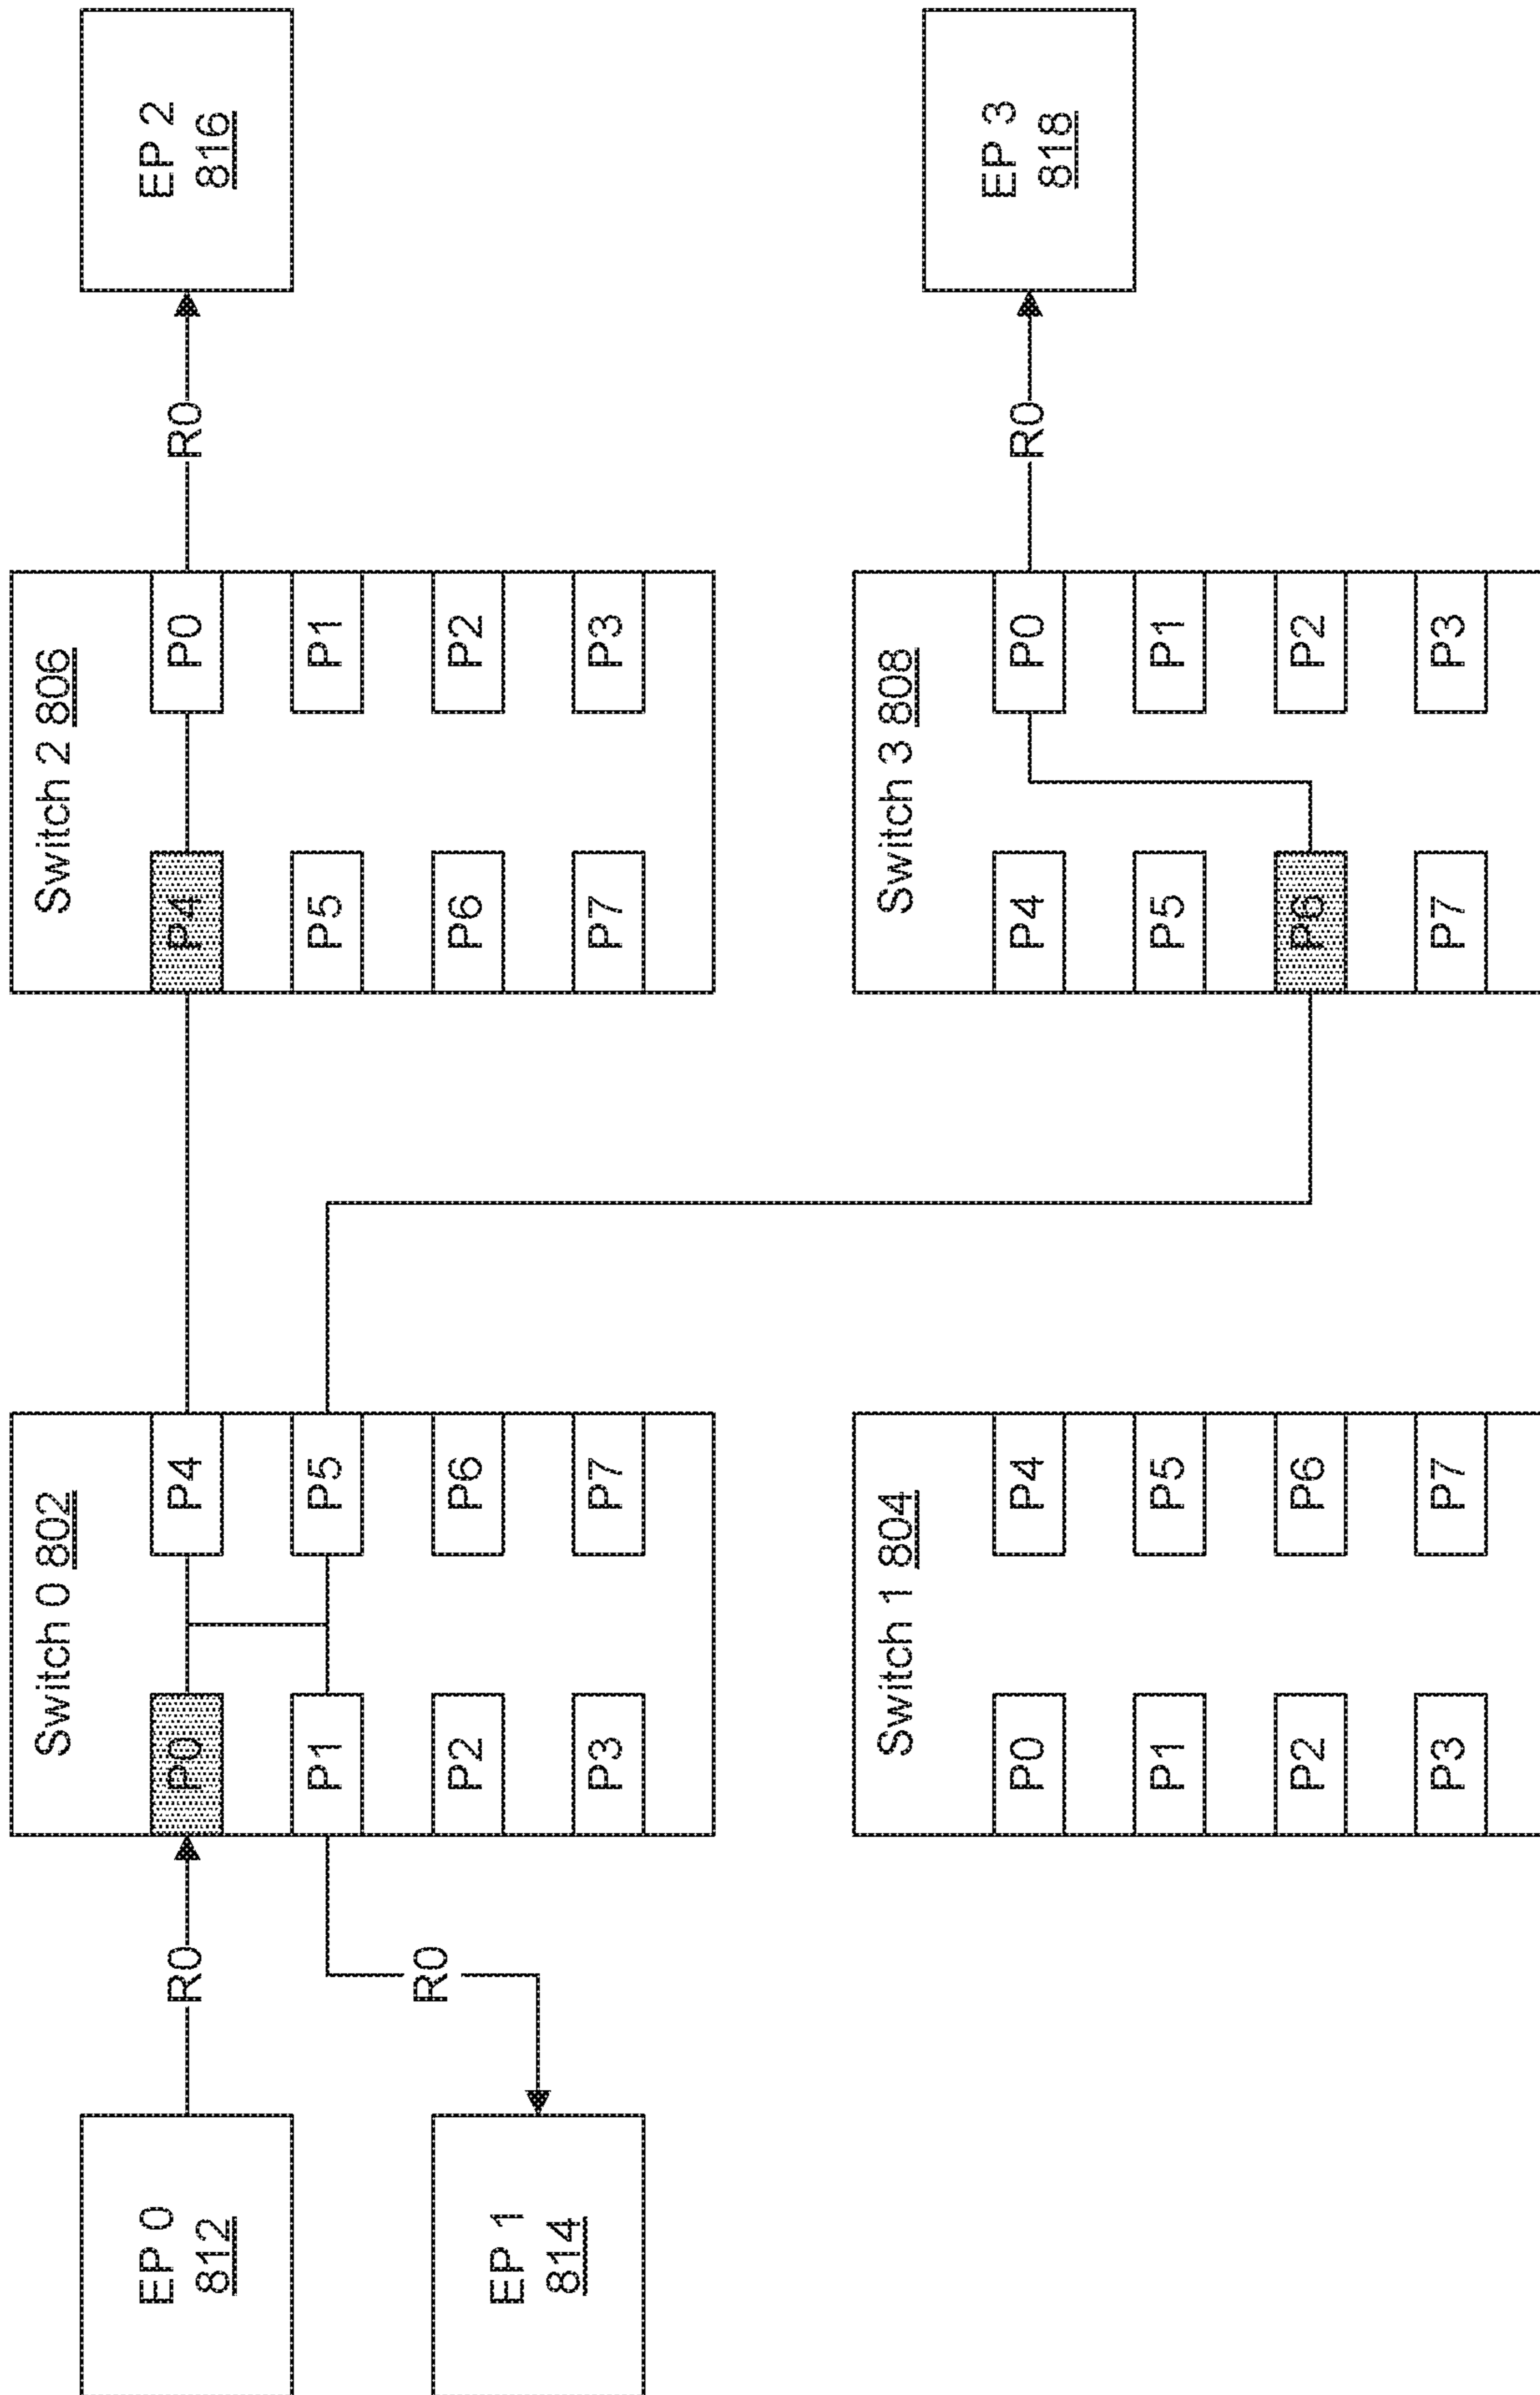 EP 0
812
R0
EP 1
814
R0
Switch 0 802
P0
P4
P1
P5
P2
P6
P3
P7
Switch 2 806
P4
P0
P5
P1
P6
P2
P7
P3
R0
EP 2
816
Switch 1 804
P0
P4
P1
P5
P2
P6
P3
P7
Switch 3 808
P4
P0
P5
P1
P6
P2
P7
P3
R0
EP 3
818